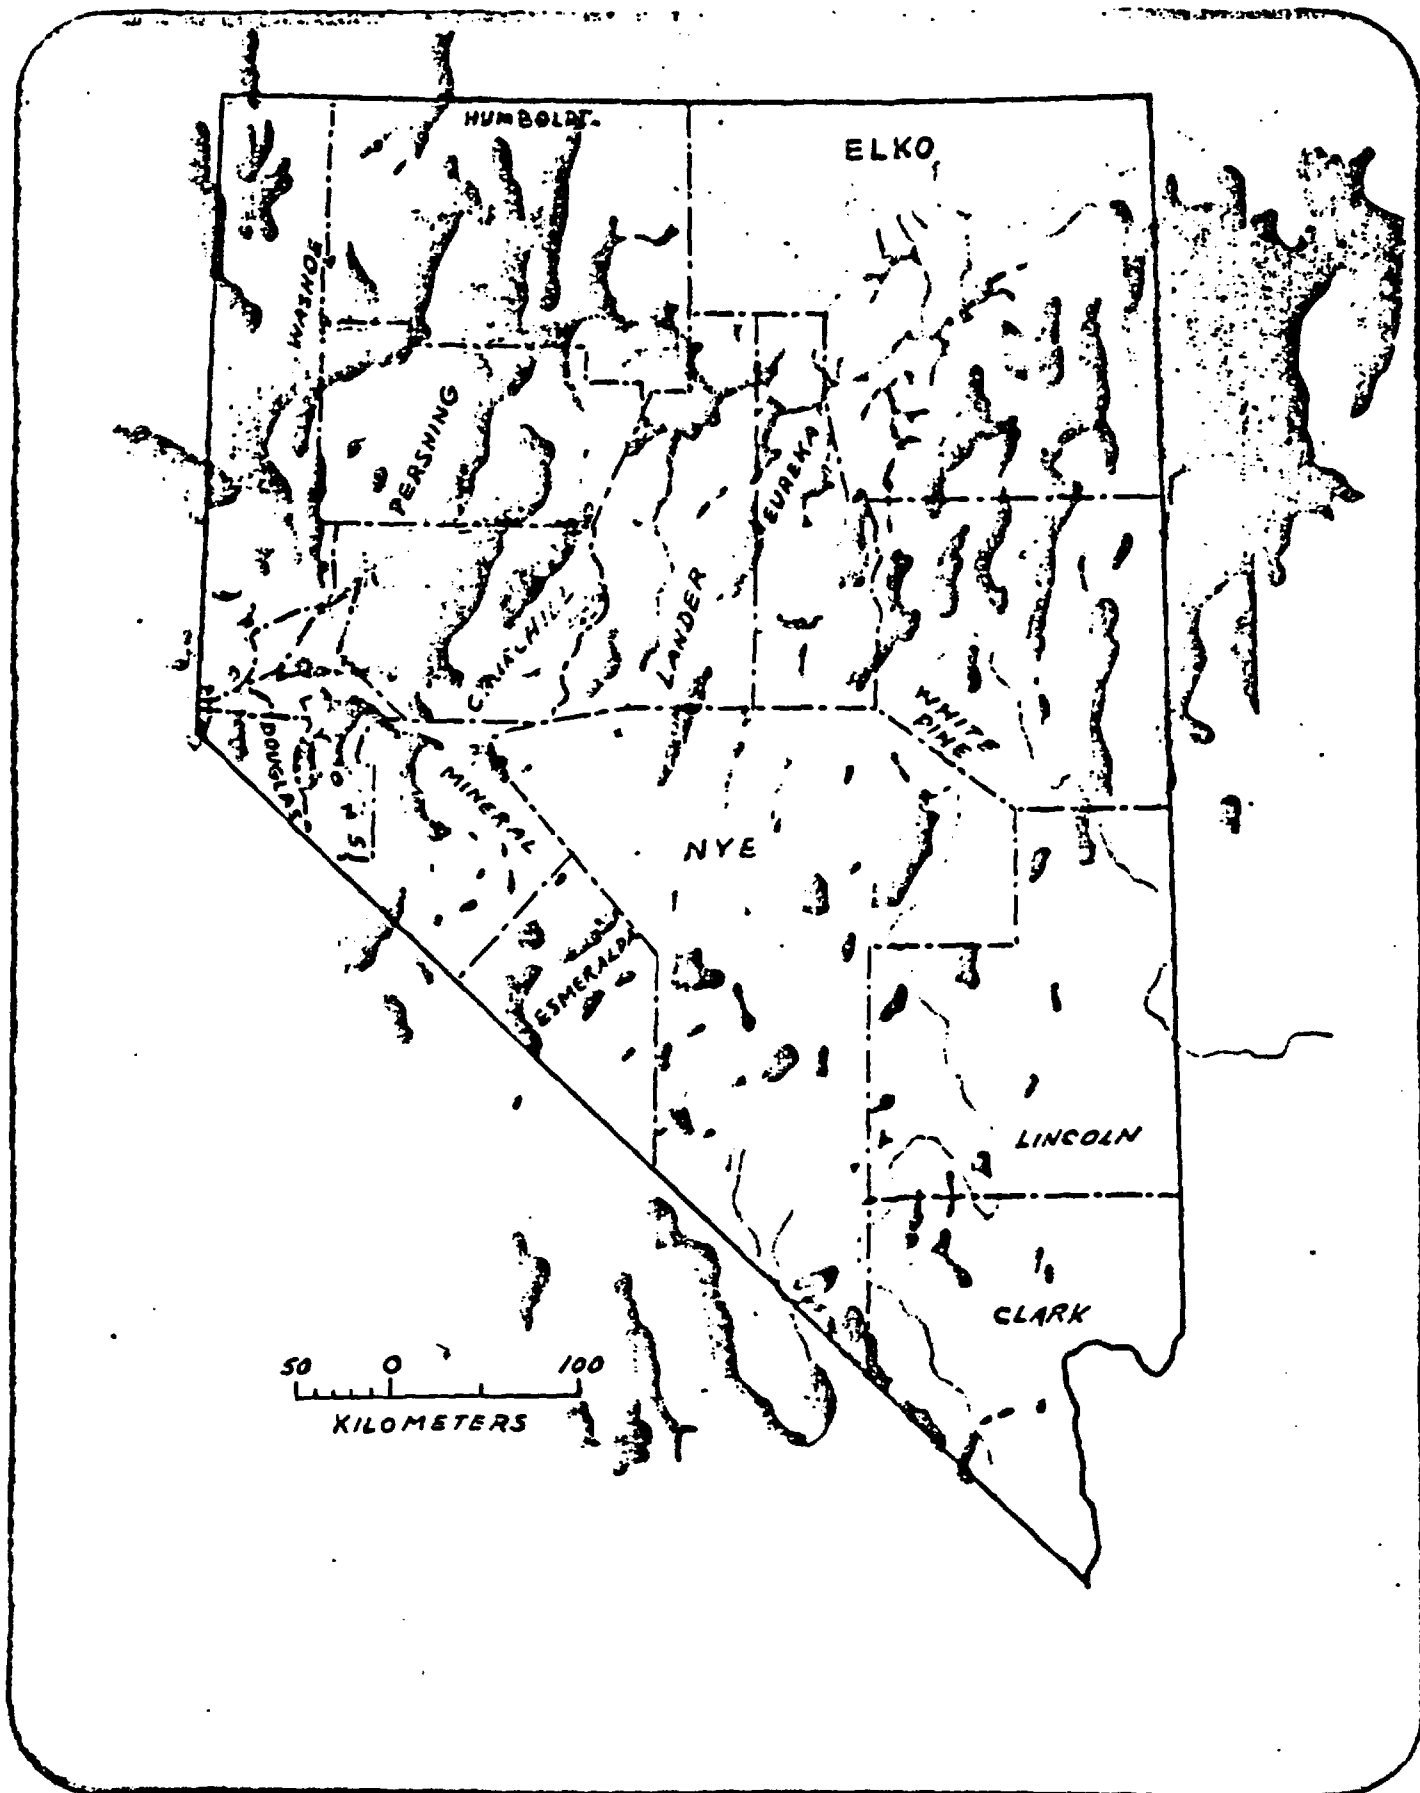 HUMBOLDT
ELKO
WASHOE
PERSHING
EUREKA
CHURCHILL
LANDER
WHITE
PINE
DOUGLAS
LYON
MINERAL
NYE
ESMERALDA
LINCOLN
CLARK
50 0 100
KILOMETERS